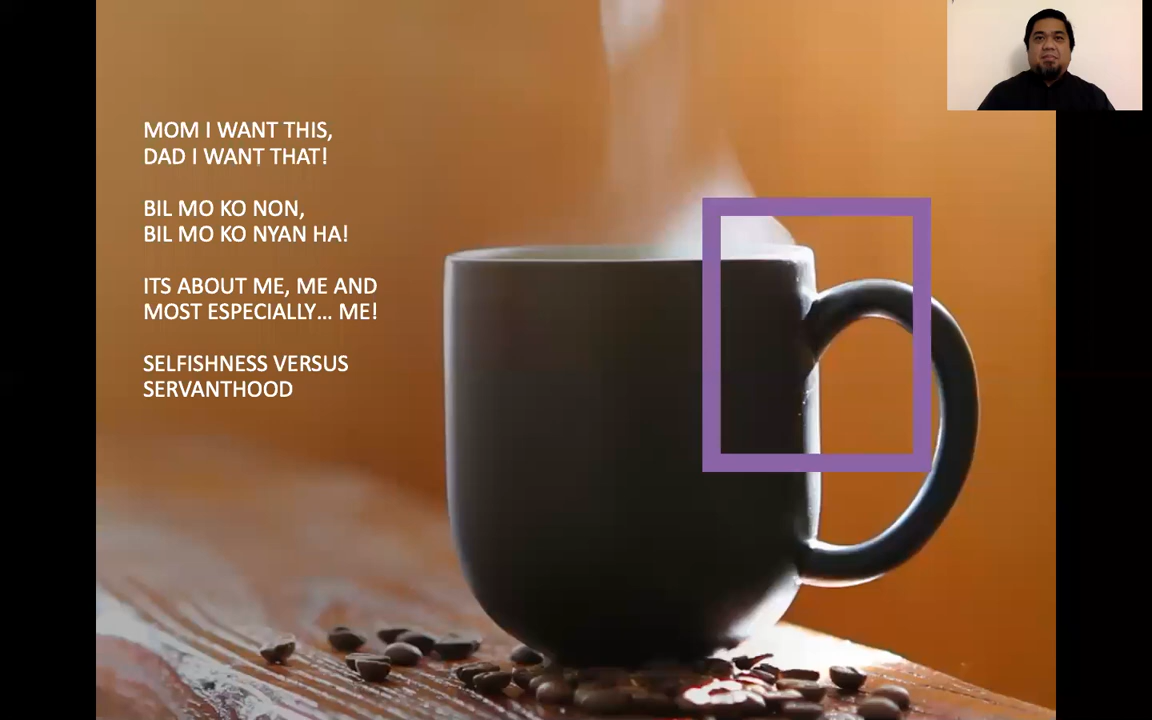 MOM I WANT THIS,
DAD I WANT THAT!
BIL MO KO NON,
BIL MO KO NYAN HA!
ITS ABOUT ME, ME AND
MOST ESPECIALLY... ME!
SELFISHNESS VERSUS
SERVANTHOOD